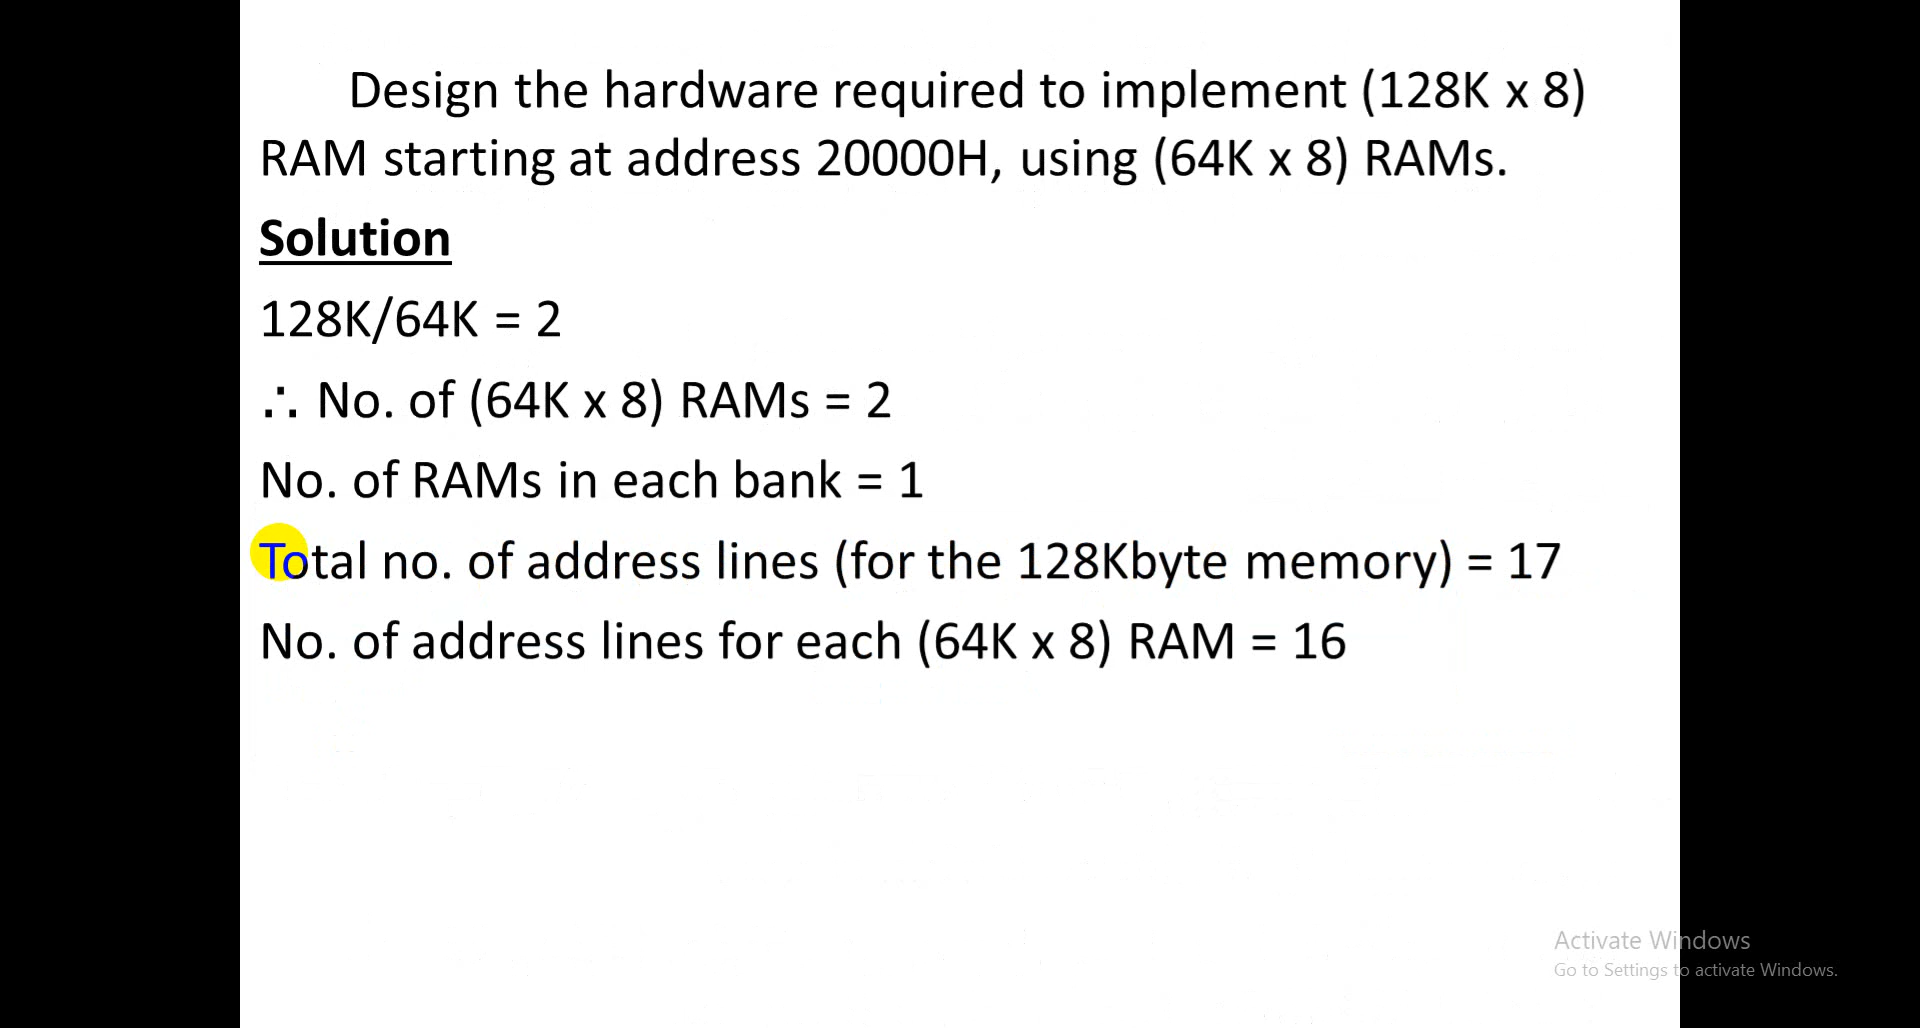 Design the hardware required to implement (128K x 8)
RAM starting at address 20000H, using (64K x 8) RAMs.
Solution
128K/64K = 2
∴ No. of (64K x 8) RAMs = 2
No. of RAMs in each bank = 1
Total no. of address lines (for the 128Kbyte memory) = 17
No. of address lines for each (64K x 8) RAM = 16
Activate Windows
Go to Settings to activate Windows.